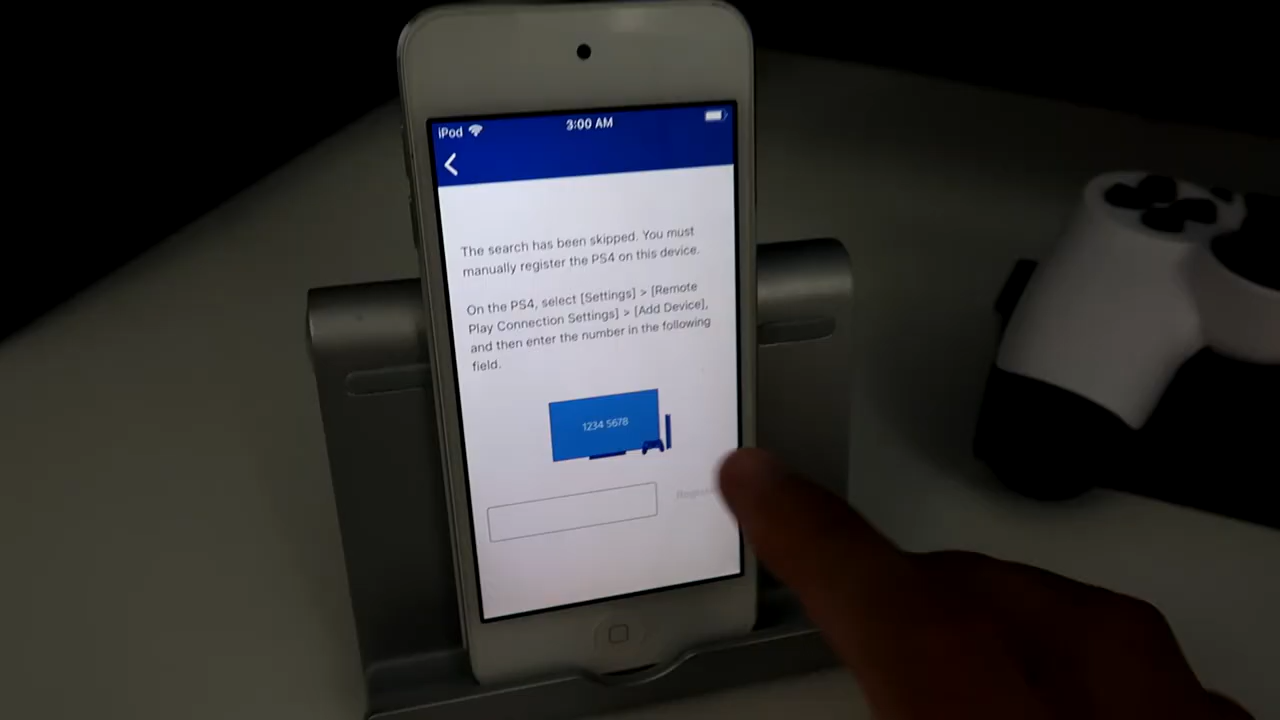 iPod 3:00 AM
The search has been skipped. You must
manually register the PS4 on this device.
On the PS4, select [Settings] > [Remote
Play Connection Settings] > [Add Device],
and then enter the number in the following
field.
1234 5678